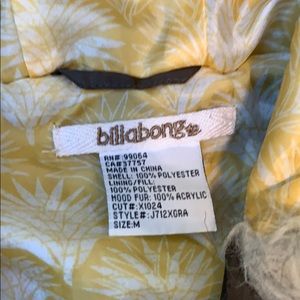 billabong
RN#: 99064
CA#37757
MADE IN CHINA
SHELL: 100% POLYESTER
LINING/FILL:
100% POLYESTER
HOOD FUR: 100% ACRYLIC
CUT#: X1024
STYLE#: J712XGRA
SIZE:M